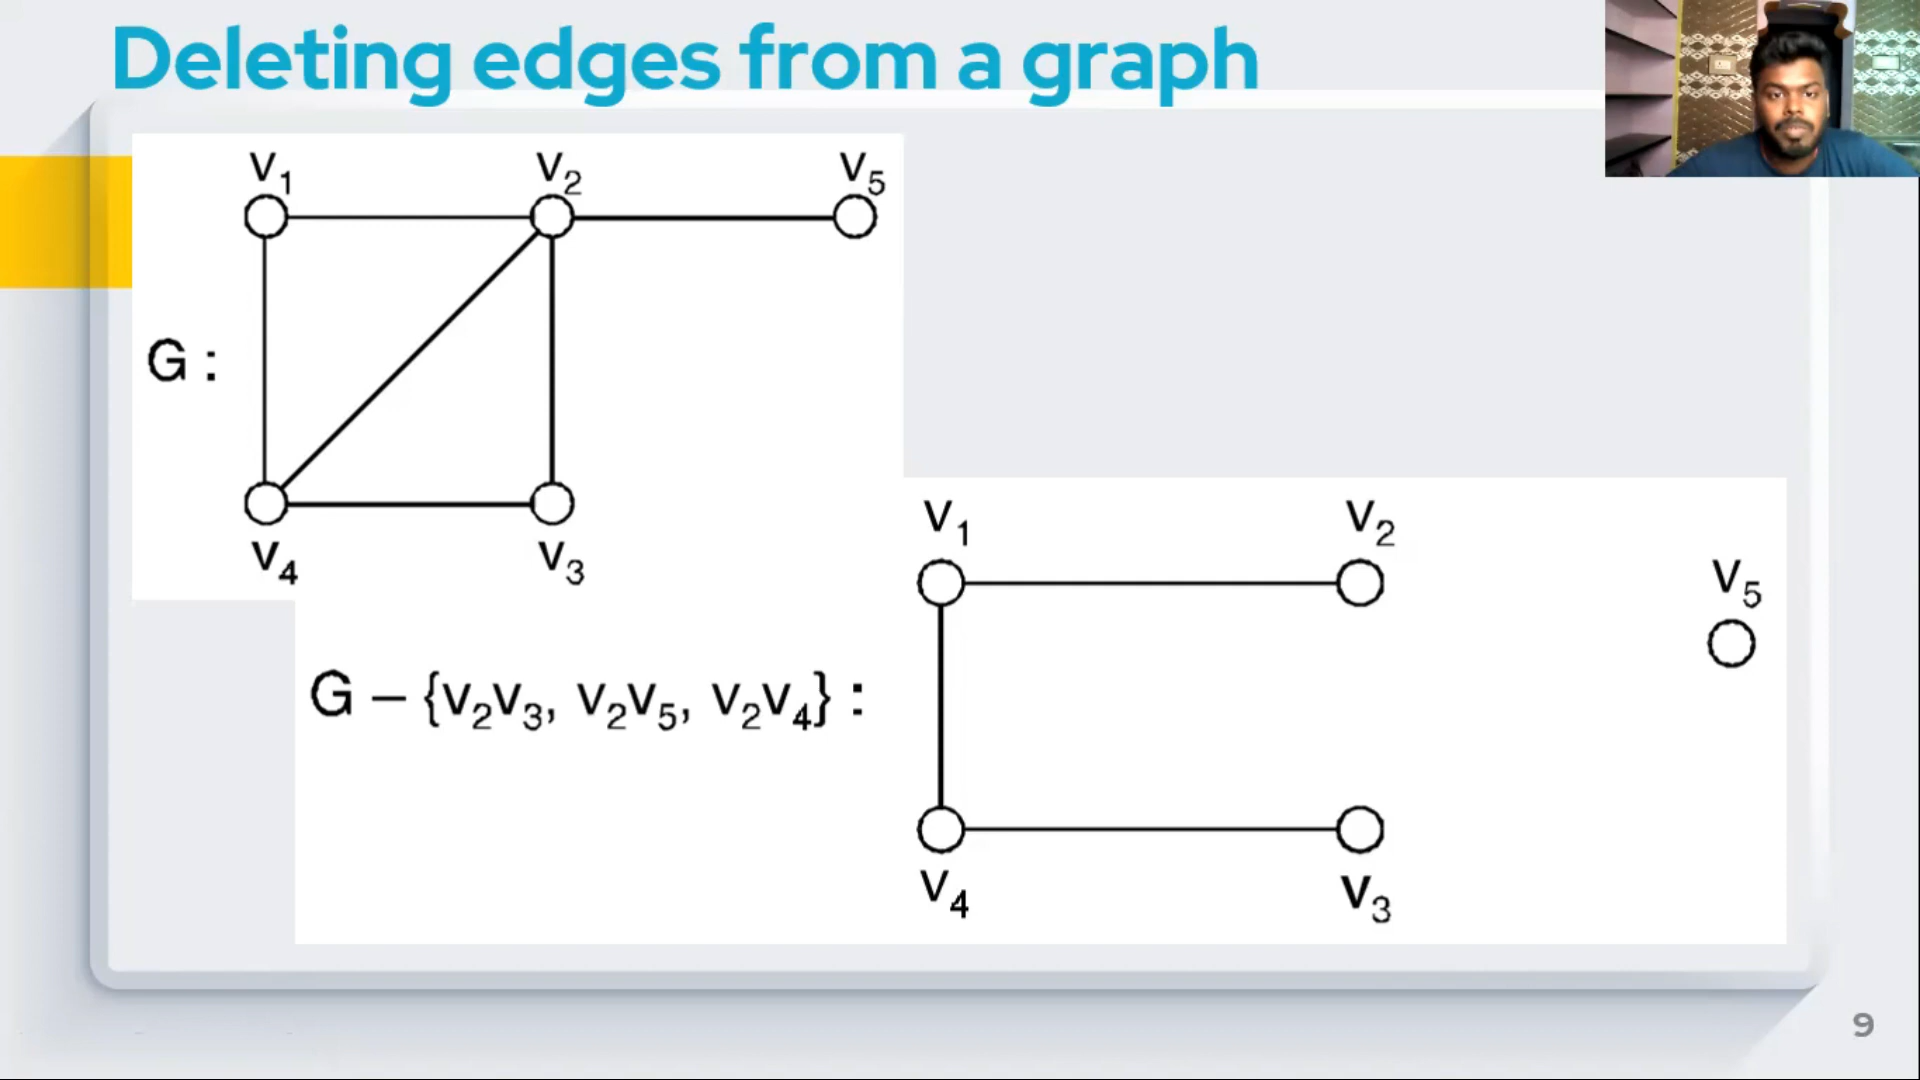 Deleting edges from a graph
V₁ V₂ V₅
G :
V₄ V₃
V₁ V₂
V₅
G – {V₂V₃, V₂V₅, V₂V₄} :
V₄ V₃
9